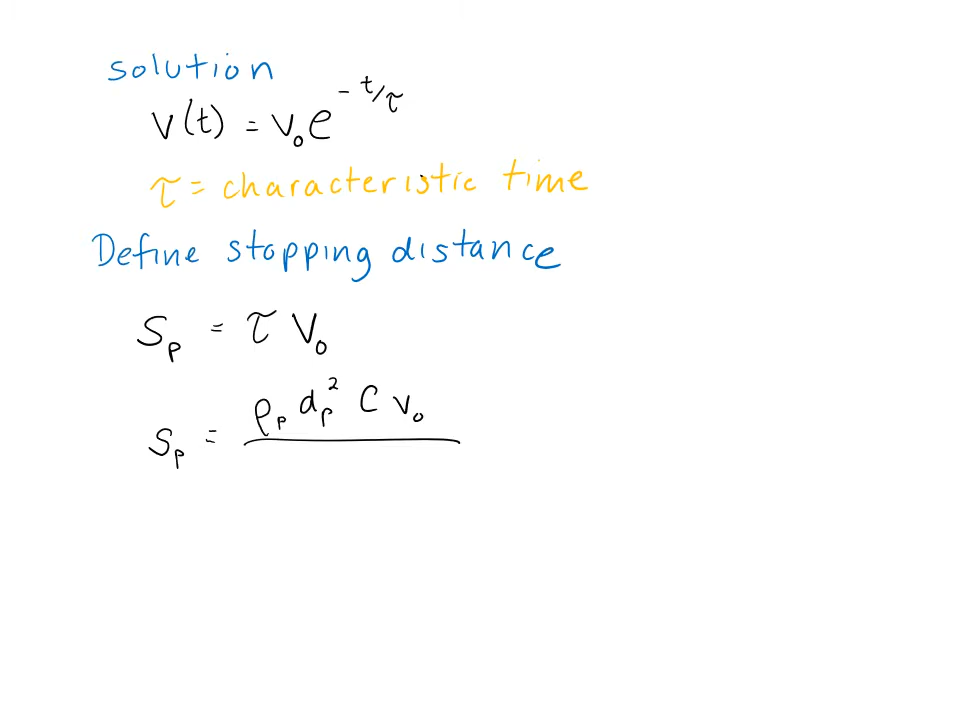 solution
v(t) = v₀e^(-t/τ)
τ = characteristic time
Define stopping distance
Sₚ = τ V₀
Sₚ = ρₚ dₚ² C v₀